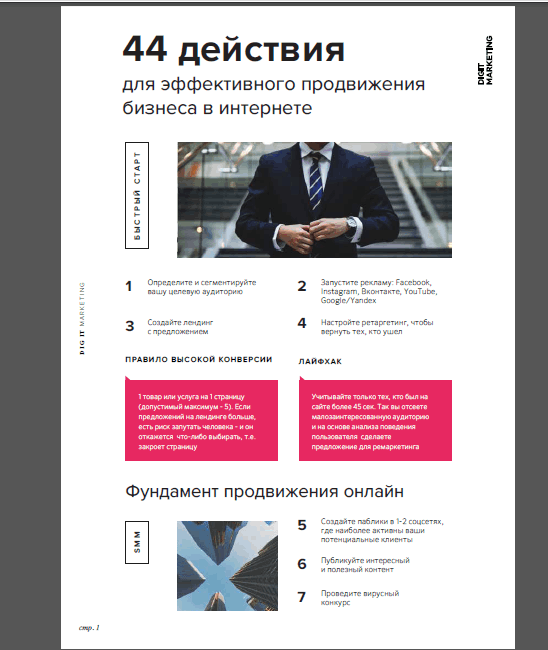 44 действия
для эффективного продвижения
бизнеса в интернете
DIGIT
MARKETING
БЫСТРЫЙ СТАРТ
1 Определите и сегментируйте
вашу целевую аудиторию
2 Запустите рекламу: Facebook,
Instagram, Вконтакте, YouTube,
Google/Yandex
3 Создайте лендинг
с предложением
4 Настройте ретаргетинг, чтобы
вернуть тех, кто ушел
DIG IT MARKETING
ПРАВИЛО ВЫСОКОЙ КОНВЕРСИИ
1 товар или услуга на 1 страницу
(допустимый максимум - 5). Если
предложений на лендинге больше,
есть риск запутать человека - и он
откажется что-либо выбирать, т.е.
закроет страницу
ЛАЙФХАК
Учитывайте только тех, кто был на
сайте более 45 сек. Так вы отсеете
малозаинтересованную аудиторию
и на основе анализа поведения
пользователя сделаете
предложение для ремаркетинга
Фундамент продвижения онлайн
SMM
5 Создайте паблики в 1-2 соцсетях,
где наиболее активны ваши
потенциальные клиенты
6 Публикуйте интересный
и полезный контент
7 Проведите вирусный
конкурс
стр. 1